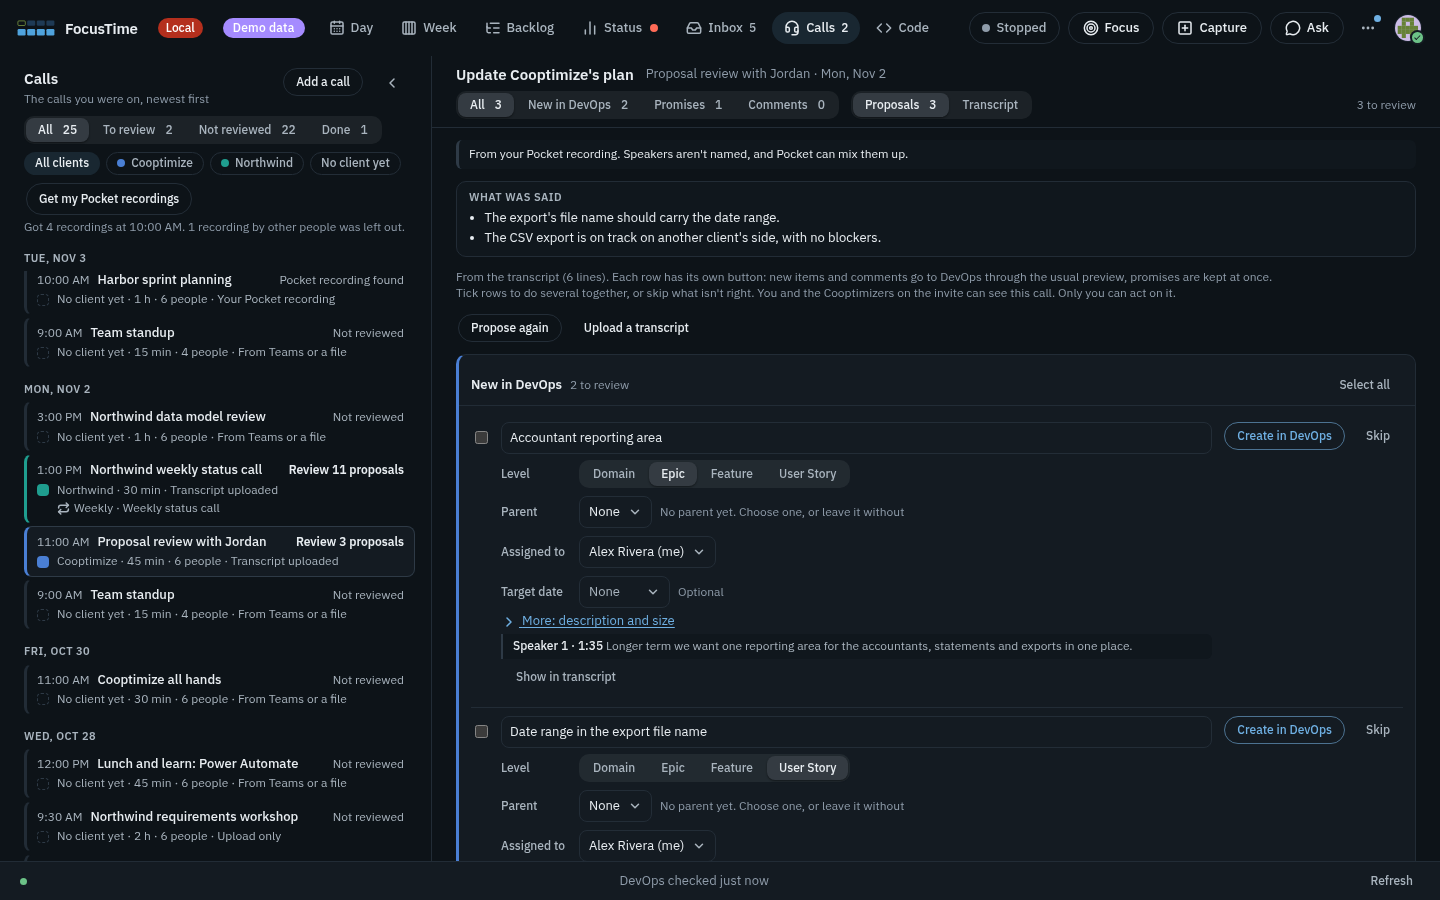 FocusTime
Local
Demo data
Day
Week
Backlog
Status
Inbox 5
Calls 2
Code
Stopped
Focus
Capture
Ask
Calls
The calls you were on, newest first
Add a call
All 25
To review 2
Not reviewed 22
Done 1
All clients
Cooptimize
Northwind
No client yet
Get my Pocket recordings
Got 4 recordings at 10:00 AM. 1 recording by other people was left out.
TUE, NOV 3
10:00 AM Harbor sprint planning Pocket recording found
No client yet · 1 h · 6 people · Your Pocket recording
9:00 AM Team standup Not reviewed
No client yet · 15 min · 4 people · From Teams or a file
MON, NOV 2
3:00 PM Northwind data model review Not reviewed
No client yet · 1 h · 6 people · From Teams or a file
1:00 PM Northwind weekly status call Review 11 proposals
Northwind · 30 min · Transcript uploaded
Weekly · Weekly status call
11:00 AM Proposal review with Jordan Review 3 proposals
Cooptimize · 45 min · 6 people · Transcript uploaded
9:00 AM Team standup Not reviewed
No client yet · 15 min · 4 people · From Teams or a file
FRI, OCT 30
11:00 AM Cooptimize all hands Not reviewed
No client yet · 30 min · 6 people · From Teams or a file
WED, OCT 28
12:00 PM Lunch and learn: Power Automate Not reviewed
No client yet · 45 min · 6 people · From Teams or a file
9:30 AM Northwind requirements workshop Not reviewed
No client yet · 2 h · 6 people · Upload only
Update Cooptimize's plan Proposal review with Jordan · Mon, Nov 2
All 3
New in DevOps 2
Promises 1
Comments 0
Proposals 3
Transcript
3 to review
From your Pocket recording. Speakers aren't named, and Pocket can mix them up.
WHAT WAS SAID
• The export's file name should carry the date range.
• The CSV export is on track on another client's side, with no blockers.
From the transcript (6 lines). Each row has its own button: new items and comments go to DevOps through the usual preview, promises are kept at once.
Tick rows to do several together, or skip what isn't right. You and the Cooptimizers on the invite can see this call. Only you can act on it.
Propose again
Upload a transcript
New in DevOps 2 to review
Select all
Accountant reporting area
Create in DevOps
Skip
Level Domain Epic Feature User Story
Parent None No parent yet. Choose one, or leave it without
Assigned to Alex Rivera (me)
Target date None Optional
More: description and size
Speaker 1 · 1:35 Longer term we want one reporting area for the accountants, statements and exports in one place.
Show in transcript
Date range in the export file name
Create in DevOps
Skip
Level Domain Epic Feature User Story
Parent None No parent yet. Choose one, or leave it without
Assigned to Alex Rivera (me)
DevOps checked just now
Refresh